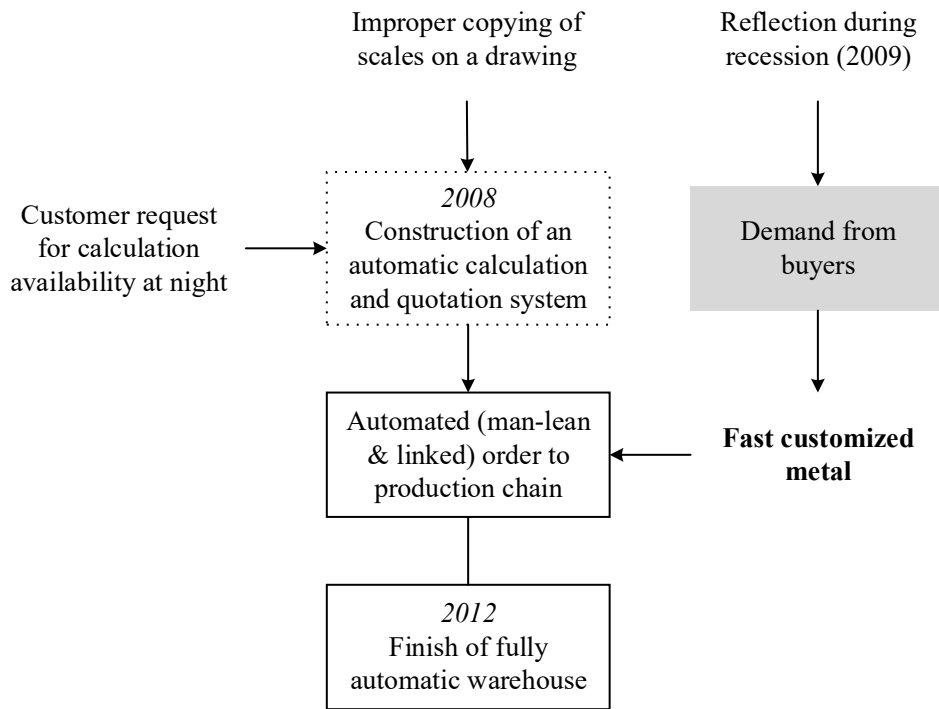 Improper copying of
scales on a drawing
Reflection during
recession (2009)
Customer request
for calculation
availability at night
2008
Construction of an
automatic calculation
and quotation system
Demand from
buyers
Automated (man-lean
& linked) order to
production chain
Fast customized
metal
2012
Finish of fully
automatic warehouse